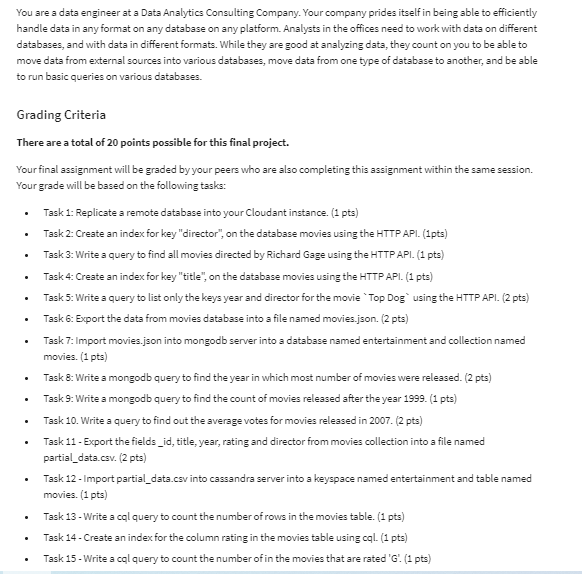 You are a data engineer at a Data Analytics Consulting Company. Your company prides itself in being able to efficiently
handle data in any format on any database on any platform. Analysts in the offices need to work with data on different
databases, and with data in different formats. While they are good at analyzing data, they count on you to be able to
move data from external sources into various databases, move data from one type of database to another, and be able
to run basic queries on various databases.
Grading Criteria
There are a total of 20 points possible for this final project.
Your final assignment will be graded by your peers who are also completing this assignment within the same session.
Your grade will be based on the following tasks:
• Task 1: Replicate a remote database into your Cloudant instance. (1 pts)
• Task 2: Create an index for key "director", on the database movies using the HTTP API. (1pts)
• Task 3: Write a query to find all movies directed by Richard Gage using the HTTP API. (1 pts)
• Task 4: Create an index for key "title", on the database movies using the HTTP API. (1 pts)
• Task 5: Write a query to list only the keys year and director for the movie `Top Dog` using the HTTP API. (2 pts)
• Task 6: Export the data from movies database into a file named movies.json. (2 pts)
• Task 7: Import movies.json into mongodb server into a database named entertainment and collection named
movies. (1 pts)
• Task 8: Write a mongodb query to find the year in which most number of movies were released. (2 pts)
• Task 9: Write a mongodb query to find the count of movies released after the year 1999. (1 pts)
• Task 10. Write a query to find out the average votes for movies released in 2007. (2 pts)
• Task 11 - Export the fields _id, title, year, rating and director from movies collection into a file named
partial_data.csv. (2 pts)
• Task 12 - Import partial_data.csv into cassandra server into a keyspace named entertainment and table named
movies. (1 pts)
• Task 13 - Write a cql query to count the number of rows in the movies table. (1 pts)
• Task 14 - Create an index for the column rating in the movies table using cql. (1 pts)
• Task 15 - Write a cql query to count the number of in the movies that are rated 'G'. (1 pts)